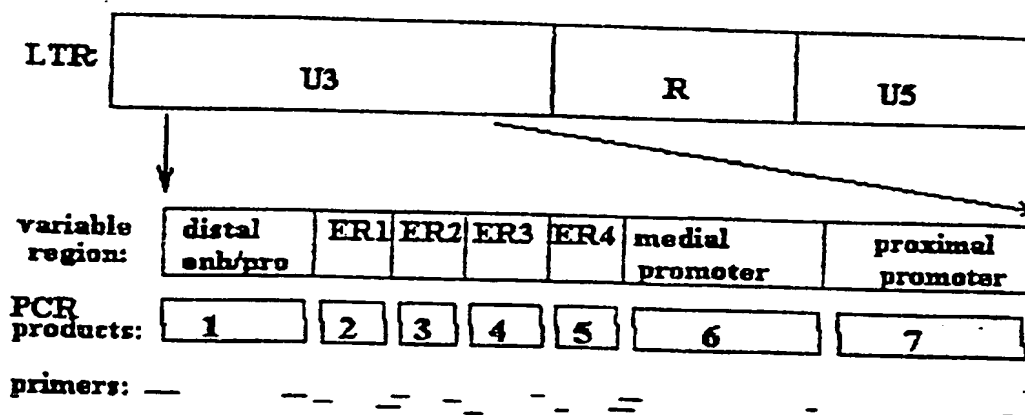 LTR:
U3 R U5
variable region:
distal enh/pro
ER1 ER2 ER3 ER4
medial promoter
proximal promoter
PCR products:
1 2 3 4 5 6 7
primers: